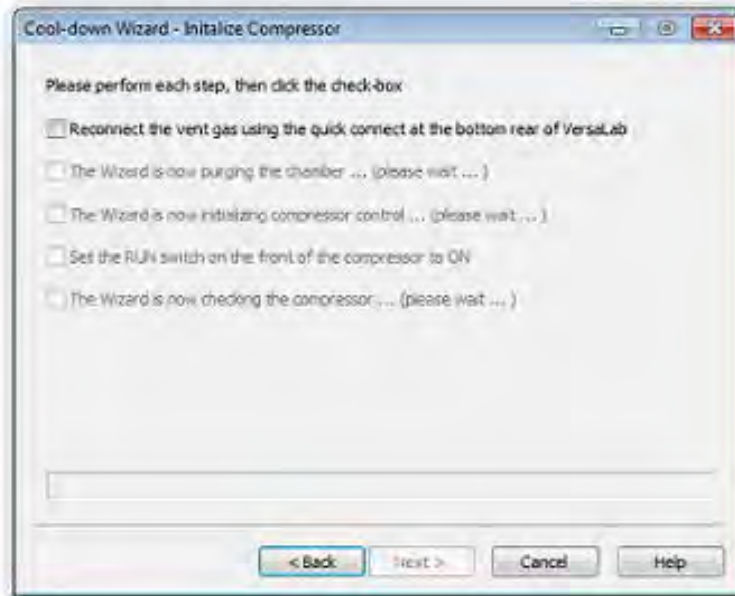 Cool-down Wizard - Initalize Compressor
Please perform each step, then click the check-box
Reconnect the vent gas using the quick connect at the bottom rear of VersaLab
The Wizard is now purging the chamber ... (please wait ... )
The Wizard is now initializing compressor control ... (please wait ... )
Set the RUN switch on the front of the compressor to ON
The Wizard is now checking the compressor ... (please wait ... )
< Back Next > Cancel Help